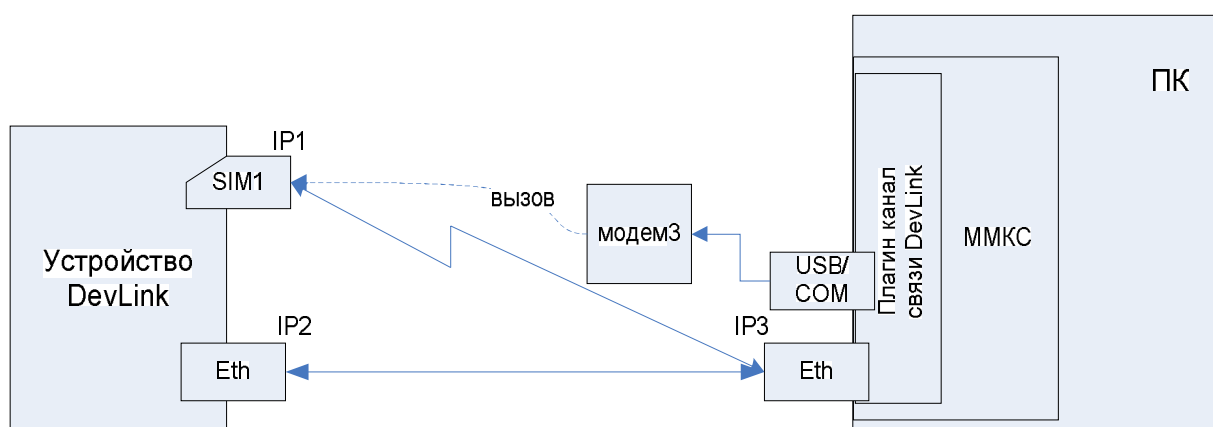 ПК
IP1
SIM1
вызов
модем3
Устройство
DevLink
USB/
COM
Плагин канал
связи DevLink
ММКС
IP2
IP3
Eth
Eth